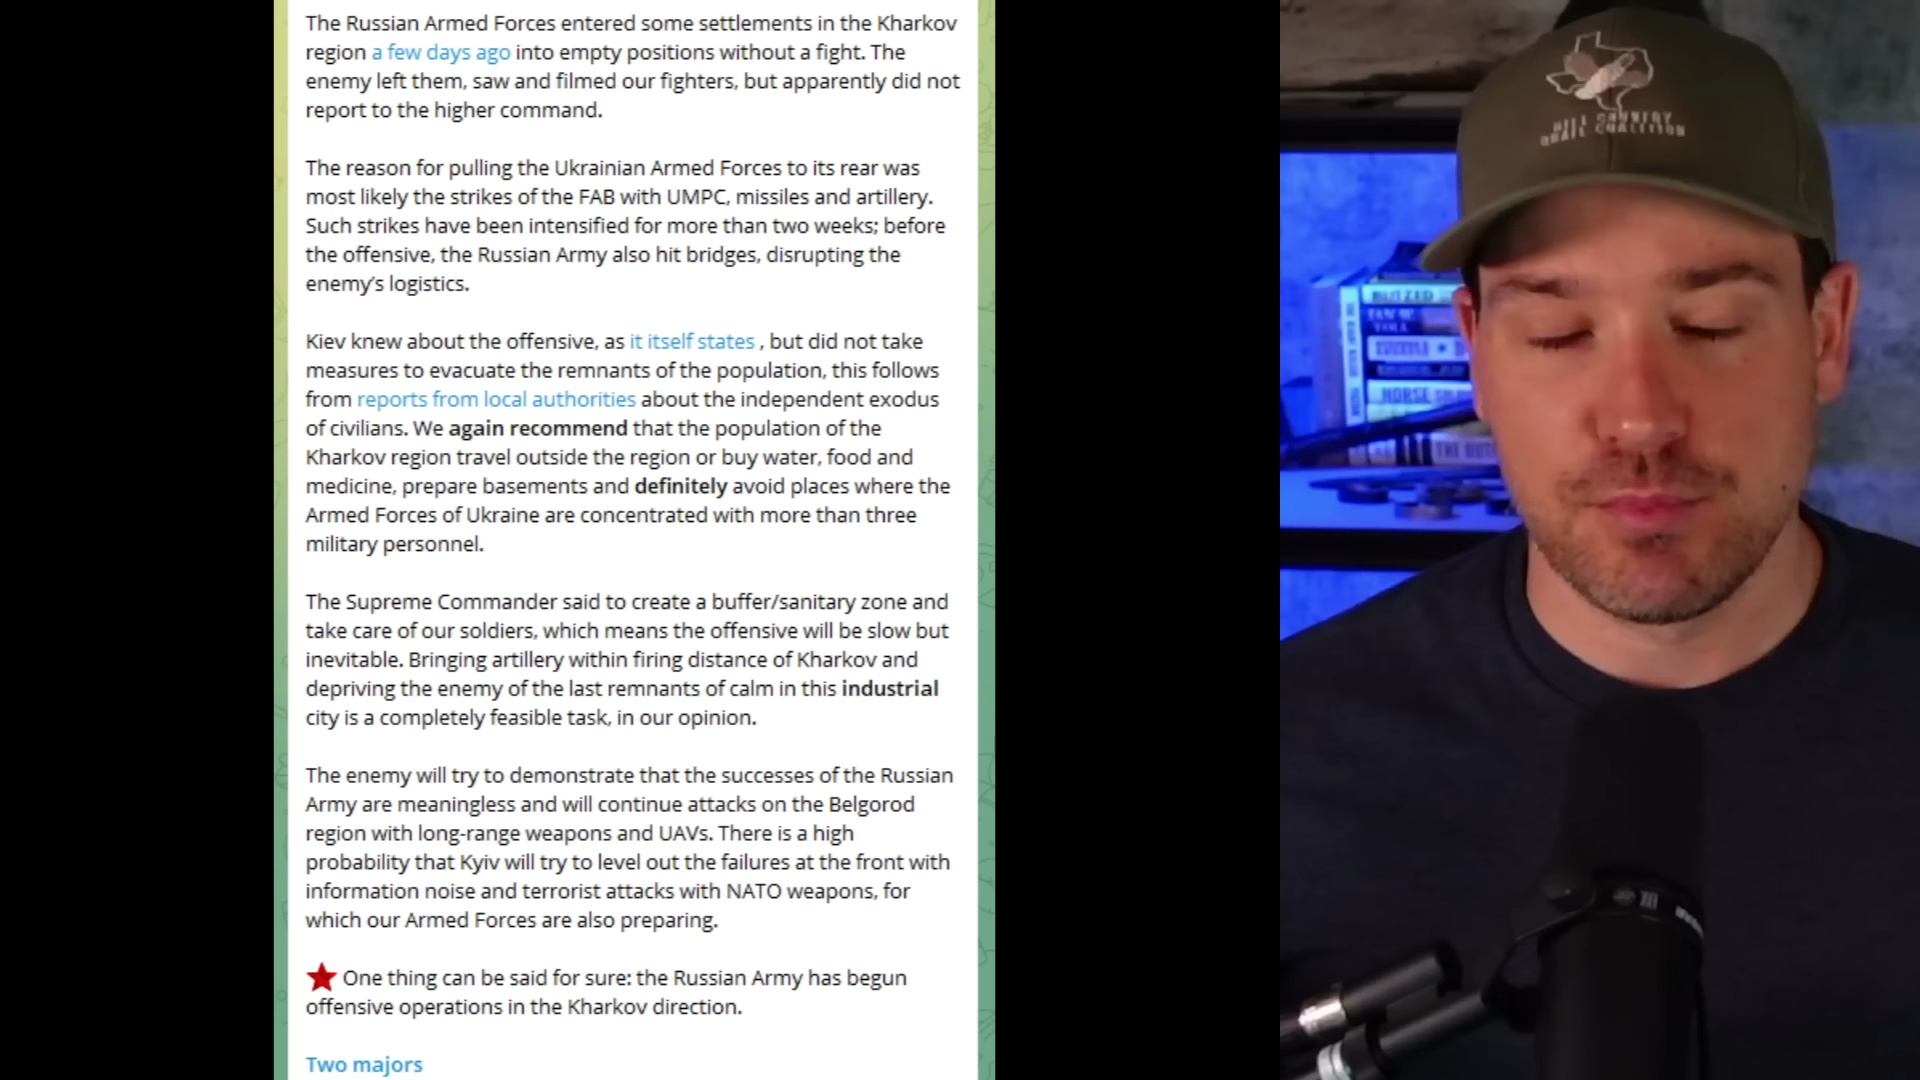 The Russian Armed Forces entered some settlements in the Kharkov
region a few days ago into empty positions without a fight. The
enemy left them, saw and filmed our fighters, but apparently did not
report to the higher command.
The reason for pulling the Ukrainian Armed Forces to its rear was
most likely the strikes of the FAB with UMPC, missiles and artillery.
Such strikes have been intensified for more than two weeks; before
the offensive, the Russian Army also hit bridges, disrupting the
enemy's logistics.
Kiev knew about the offensive, as it itself states , but did not take
measures to evacuate the remnants of the population, this follows
from reports from local authorities about the independent exodus
of civilians. We again recommend that the population of the
Kharkov region travel outside the region or buy water, food and
medicine, prepare basements and definitely avoid places where the
Armed Forces of Ukraine are concentrated with more than three
military personnel.
The Supreme Commander said to create a buffer/sanitary zone and
take care of our soldiers, which means the offensive will be slow but
inevitable. Bringing artillery within firing distance of Kharkov and
depriving the enemy of the last remnants of calm in this industrial
city is a completely feasible task, in our opinion.
The enemy will try to demonstrate that the successes of the Russian
Army are meaningless and will continue attacks on the Belgorod
region with long-range weapons and UAVs. There is a high
probability that Kyiv will try to level out the failures at the front with
information noise and terrorist attacks with NATO weapons, for
which our Armed Forces are also preparing.
One thing can be said for sure: the Russian Army has begun
offensive operations in the Kharkov direction.
Two majors
HILL COUNTRY
QUAIL COALITION
BLITZED
IAN W.
TOLL
HORSE
THE